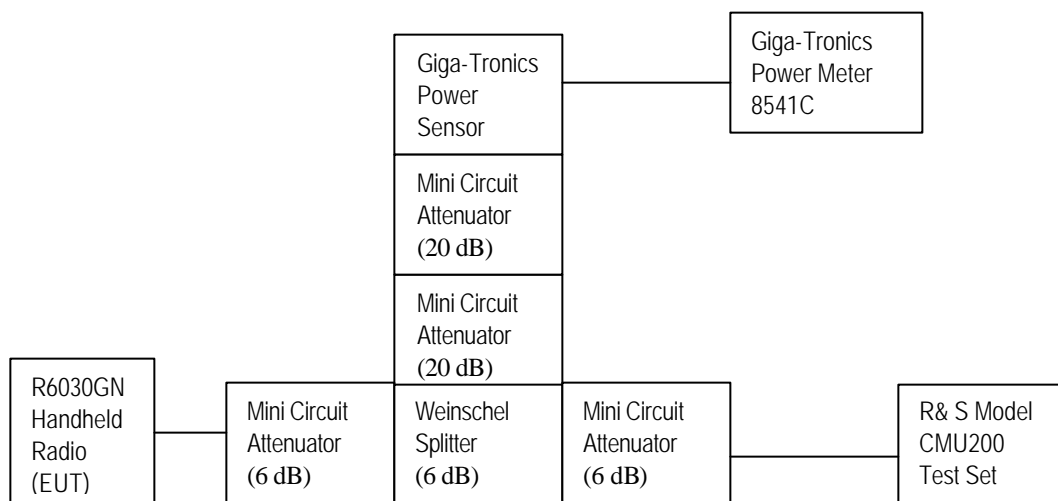 Giga-Tronics
Power
Sensor
Giga-Tronics
Power Meter
8541C
Mini Circuit
Attenuator
(20 dB)
Mini Circuit
Attenuator
(20 dB)
R6030GN
Handheld
Radio
(EUT)
Mini Circuit
Attenuator
(6 dB)
Weinschel
Splitter
(6 dB)
Mini Circuit
Attenuator
(6 dB)
R& S Model
CMU200
Test Set